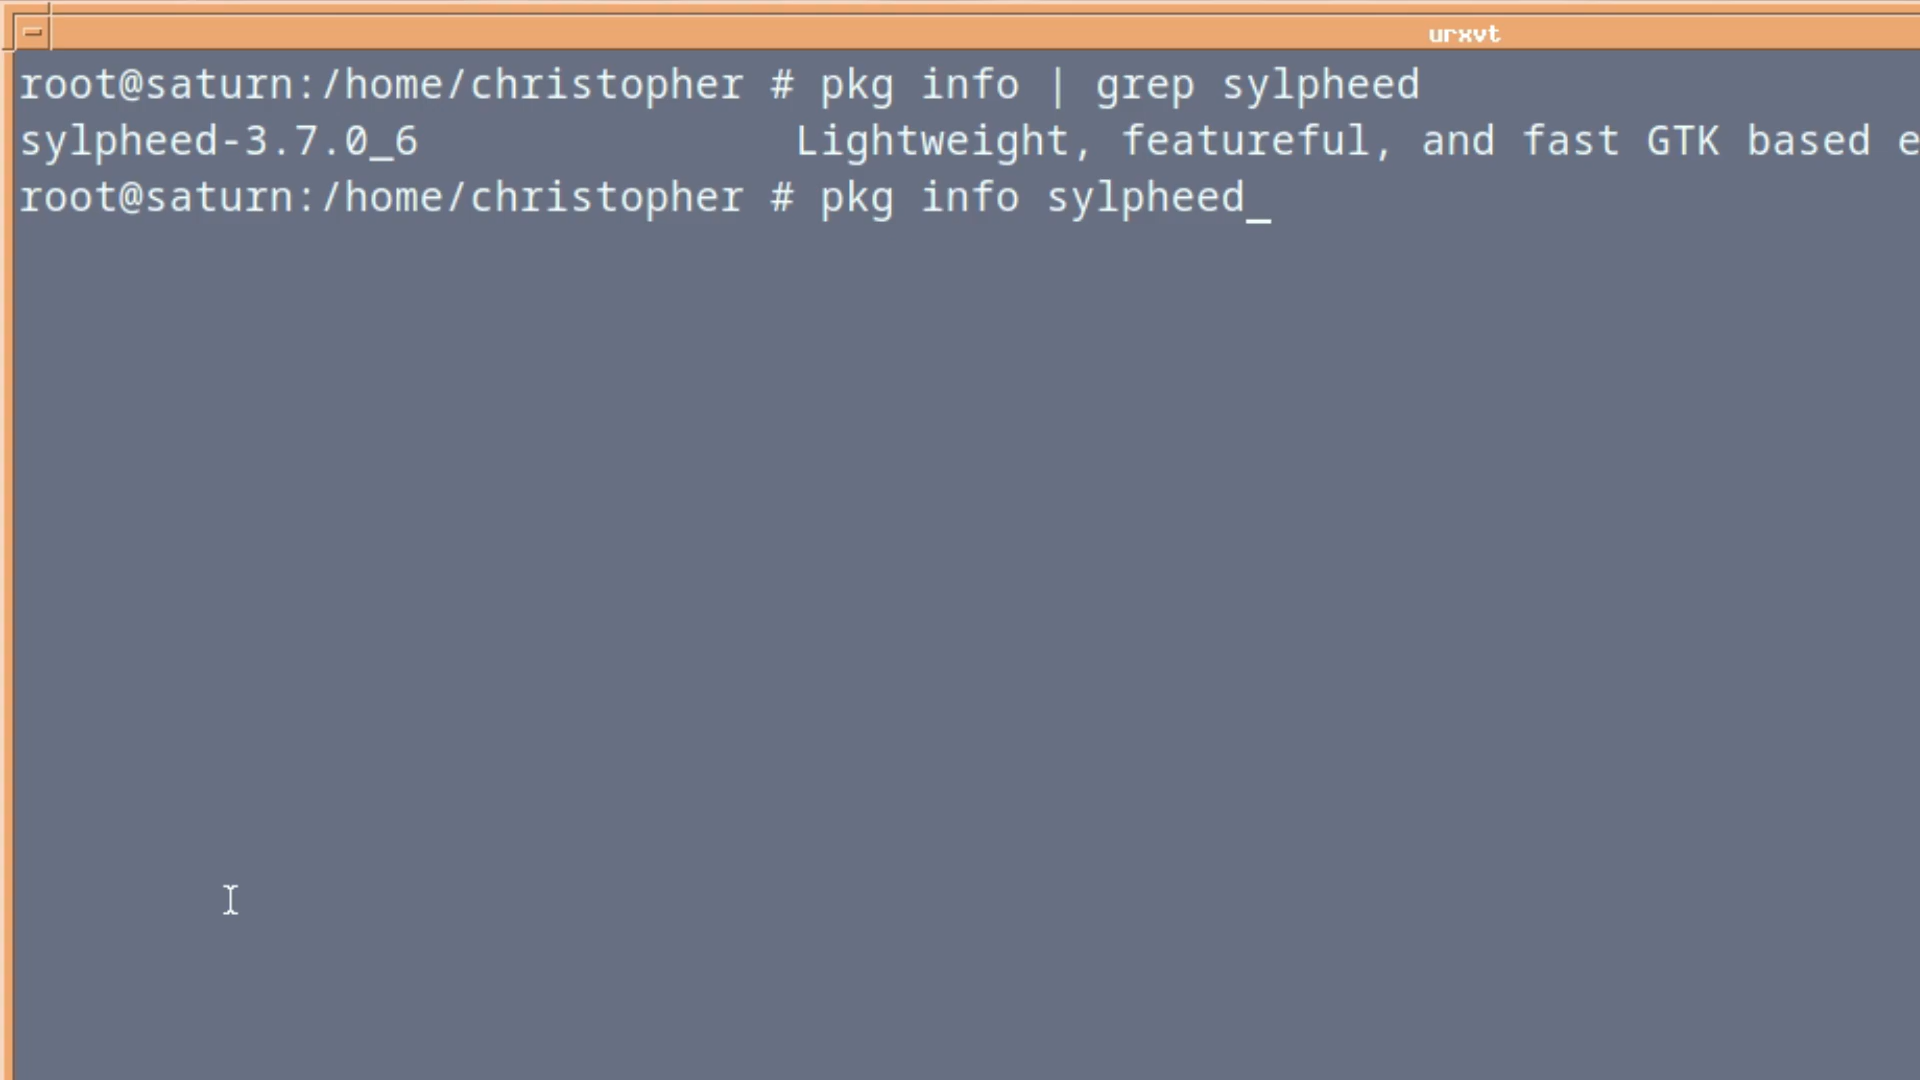 urxvt
root@saturn:/home/christopher # pkg info | grep sylpheed
sylpheed-3.7.0_6 Lightweight, featureful, and fast GTK based e
root@saturn:/home/christopher # pkg info sylpheed_